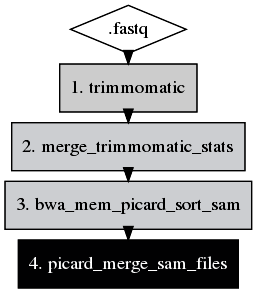 .fastq
1. trimmomatic
2. merge_trimmomatic_stats
3. bwa_mem_picard_sort_sam
4. picard_merge_sam_files